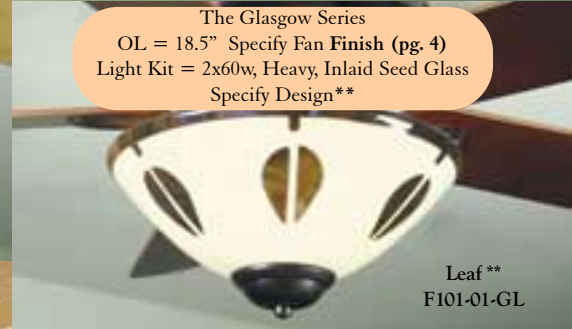 The Glasgow Series
OL = 18.5” Specify Fan Finish (pg. 4)
Light Kit = 2x60w, Heavy, Inlaid Seed Glass
Specify Design**
Leaf **
F101-01-GL